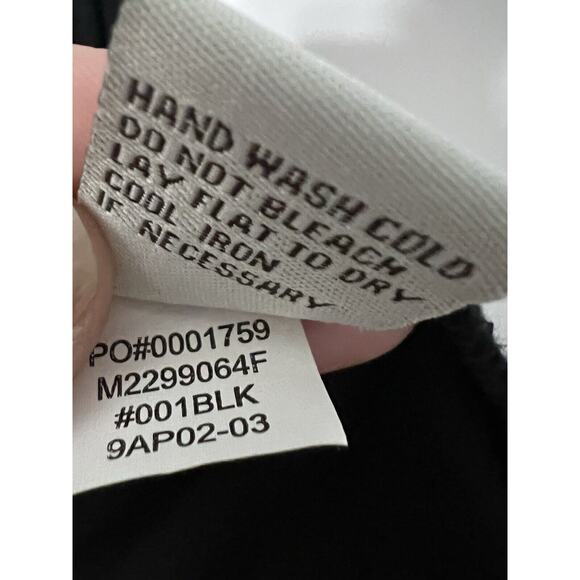 HAND WASH COLD
DO NOT BLEACH
LAY FLAT TO DRY
COOL IRON
IF NECESSARY
PO#0001759
M2299064F
#001BLK
9AP02-03